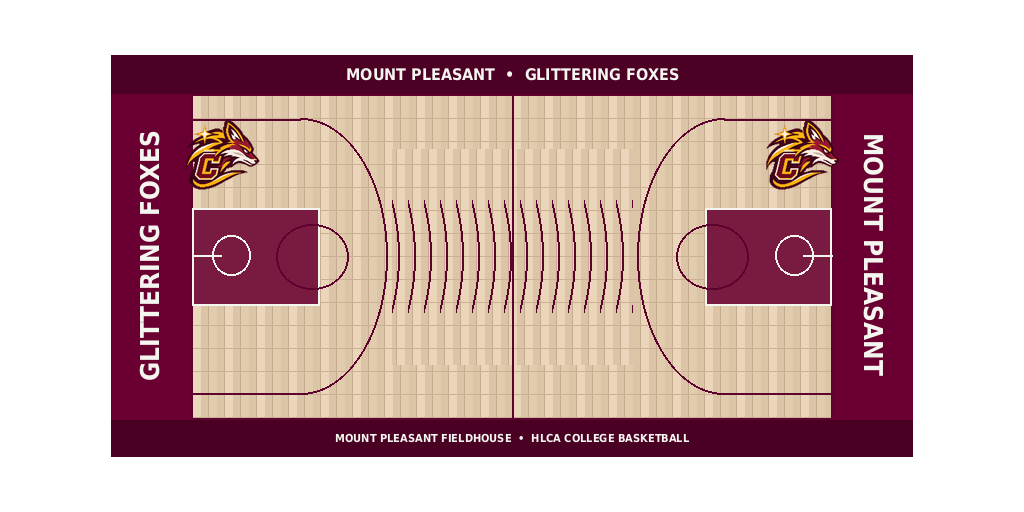 MOUNT PLEASANT • GLITTERING FOXES
GLITTERING FOXES
C
C
MOUNT PLEASANT
MOUNT PLEASANT FIELDHOUSE • HLCA COLLEGE BASKETBALL